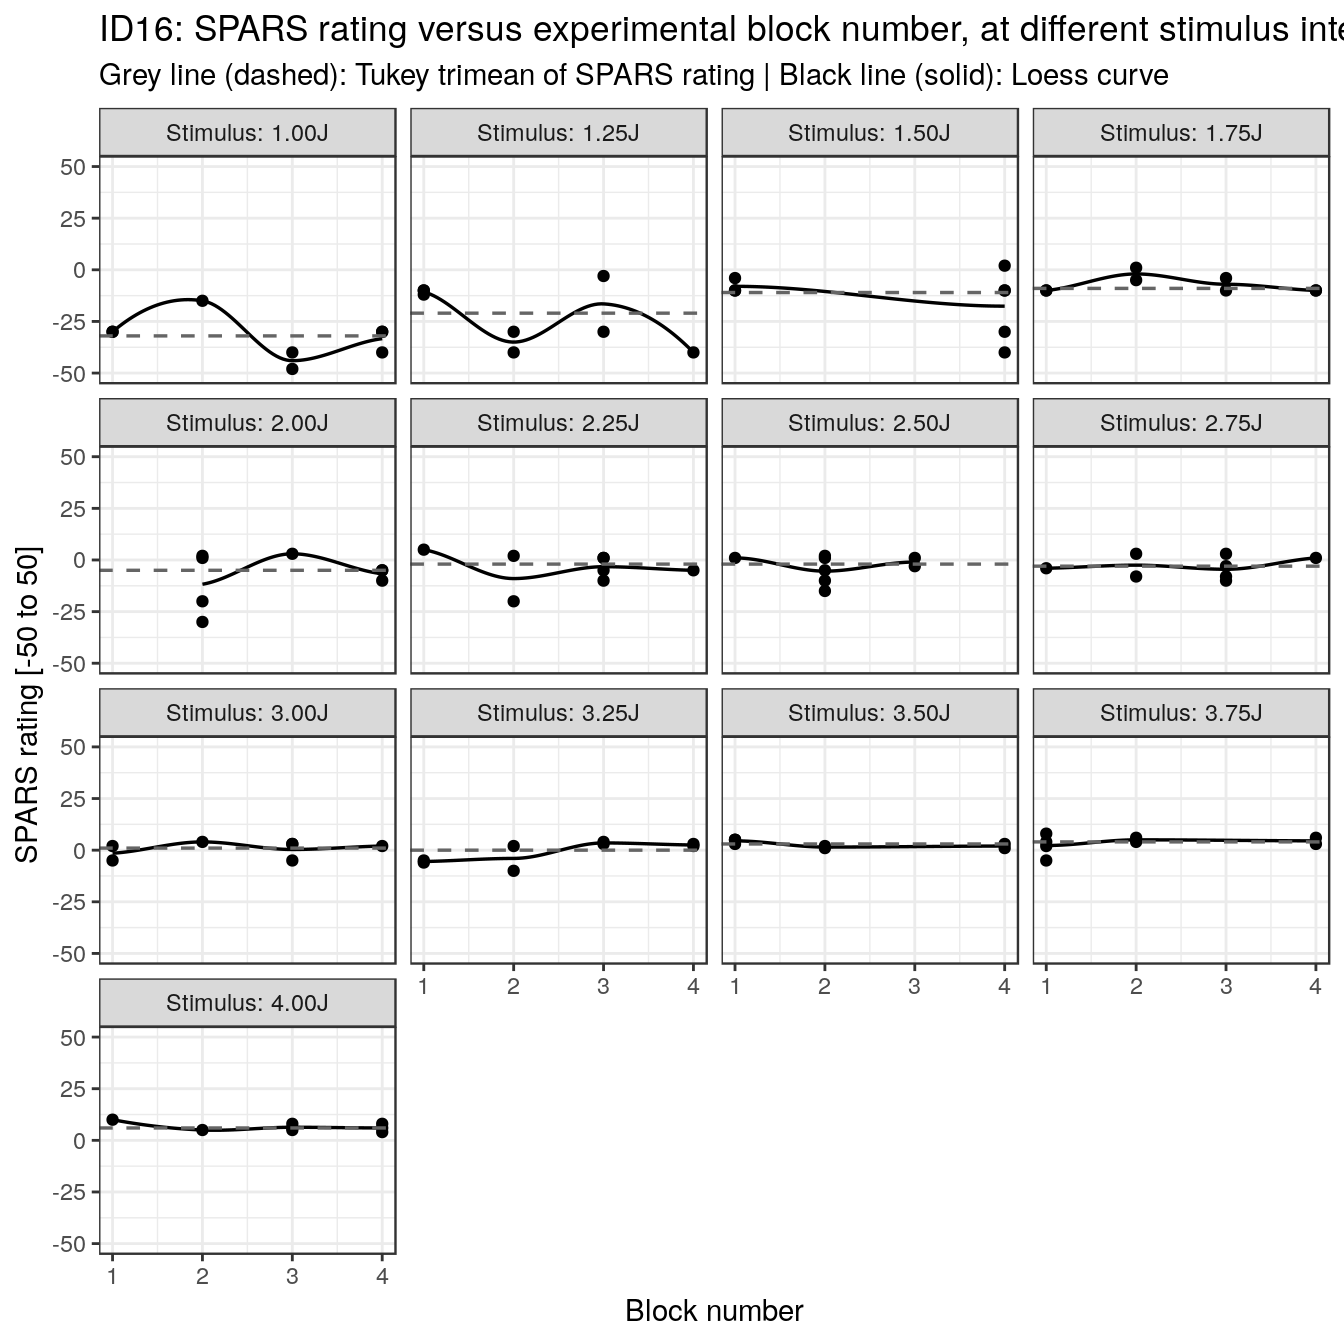 ID16: SPARS rating versus experimental block number, at different stimulus inte
Grey line (dashed): Tukey trimean of SPARS rating | Black line (solid): Loess curve
Stimulus: 1.00J Stimulus: 1.25J Stimulus: 1.50J Stimulus: 1.75J
50
25
0
-25
-50
Stimulus: 2.00J Stimulus: 2.25J Stimulus: 2.50J Stimulus: 2.75J
50
25
0
-25
-50
SPARS rating [-50 to 50]
Stimulus: 3.00J Stimulus: 3.25J Stimulus: 3.50J Stimulus: 3.75J
50
25
0
-25
-50
1 2 3 4 1 2 3 4 1 2 3 4
Stimulus: 4.00J
50
25
0
-25
-50
1 2 3 4
Block number